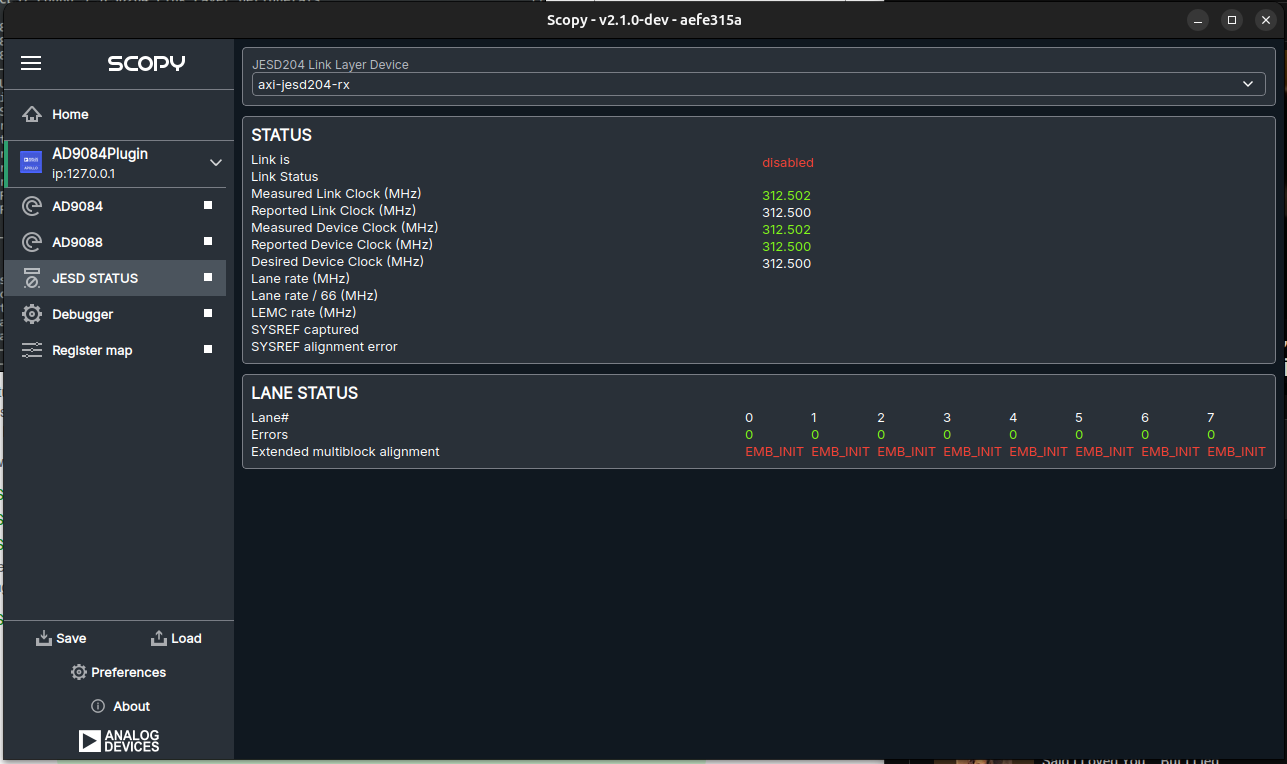 Scopy - v2.1.0-dev - aefe315a
SCOPY
Home
AD9084Plugin
ip:127.0.0.1
AD9084
AD9088
JESD STATUS
Debugger
Register map
Save
Load
Preferences
About
ANALOG
DEVICES
JESD204 Link Layer Device
axi-jesd204-rx
STATUS
Link is disabled
Link Status
Measured Link Clock (MHz) 312.502
Reported Link Clock (MHz) 312.500
Measured Device Clock (MHz) 312.502
Reported Device Clock (MHz) 312.500
Desired Device Clock (MHz) 312.500
Lane rate (MHz)
Lane rate / 66 (MHz)
LEMC rate (MHz)
SYSREF captured
SYSREF alignment error
LANE STATUS
Lane# 0 1 2 3 4 5 6 7
Errors 0 0 0 0 0 0 0 0
Extended multiblock alignment EMB_INIT EMB_INIT EMB_INIT EMB_INIT EMB_INIT EMB_INIT EMB_INIT EMB_INIT